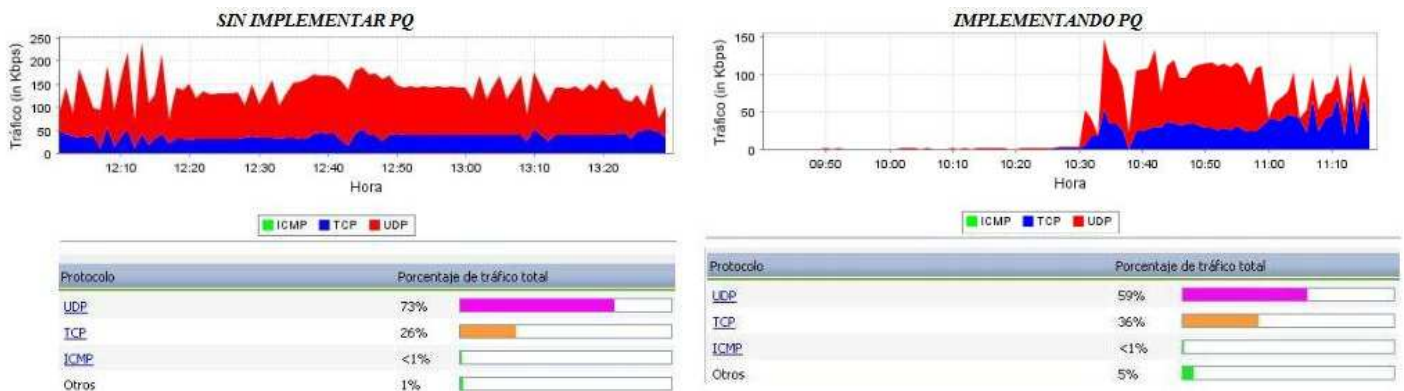 SIN IMPLEMENTAR PQ
Tráfico (in Kbps)
250
200
150
100
50
0
12:10 12:20 12:30 12:40 12:50 13:00 13:10 13:20
Hora
ICMP TCP UDP
Protocolo Porcentaje de tráfico total
UDP 73%
TCP 26%
ICMP <1%
Otros 1%
IMPLEMENTANDO PQ
Tráfico (in Kbps)
150
100
50
0
09:50 10:00 10:10 10:20 10:30 10:40 10:50 11:00 11:10
Hora
ICMP TCP UDP
Protocolo Porcentaje de tráfico total
UDP 59%
TCP 36%
ICMP <1%
Otros 5%